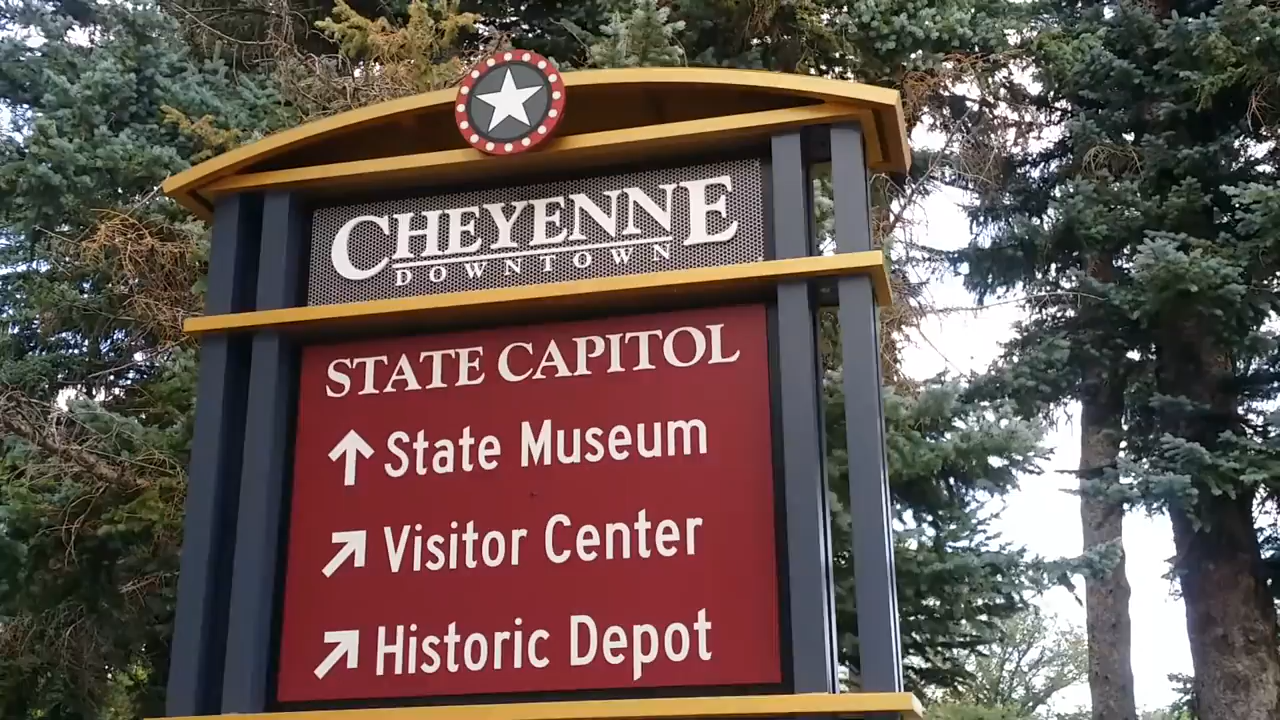 CHEYENNE
DOWNTOWN
STATE CAPITOL
State Museum
Visitor Center
Historic Depot